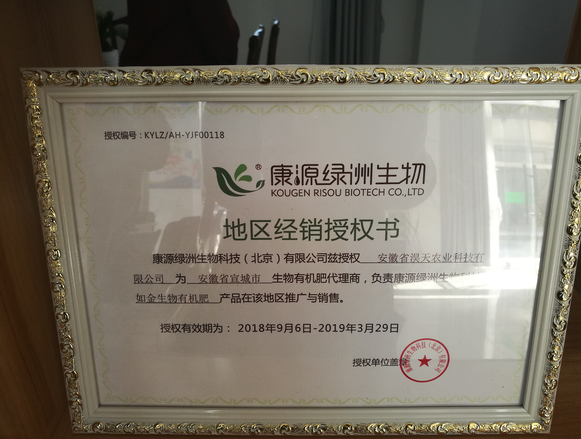 授权编号：KYLZ/AH-YJF00118
康源绿洲生物
®
KOUGEN RISOU BIOTECH CO.,LTD
地区经销授权书
康源绿洲生物科技（北京）有限公司兹授权 安徽省淏天农业科技有
限公司 为 安徽省宣城市 生物有机肥代理商，负责康源绿洲生物科
如金生物有机肥 产品在该地区推广与销售。
授权有效期为： 2018年9月6日-2019年3月29日
授权单位盖章